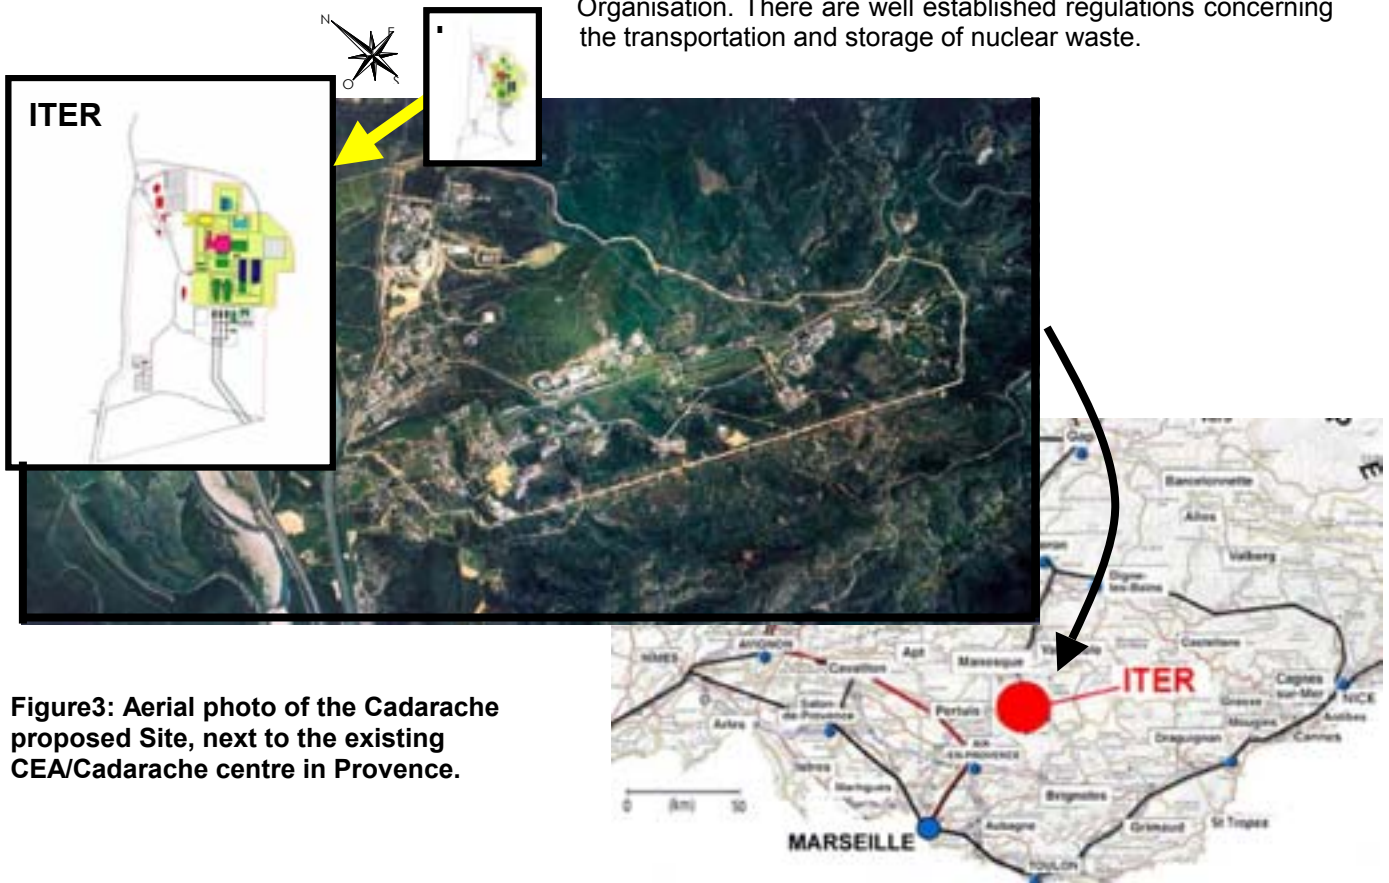 Organisation. There are well established regulations concerning
the transportation and storage of nuclear waste.
N
E
O
S
ITER
Gap
Barcelonnette
Allos
Valberg
Digne-
les-Bains
AVIGNON
NIMES
Apt
Cavaillon
Manosque
Castellane
ITER
Cagnes
sur-Mer
NICE
Salon-
de-Provence
Pertuis
Grasse
Antibes
Arles
Mougins
Cannes
Draguignan
AIX
EN-PROVENCE
Istres
Martigues
Brignoles
0 (km) 50
Aubagne
Grimaud
St Tropez
MARSEILLE
TOULON
Figure3: Aerial photo of the Cadarache
proposed Site, next to the existing
CEA/Cadarache centre in Provence.